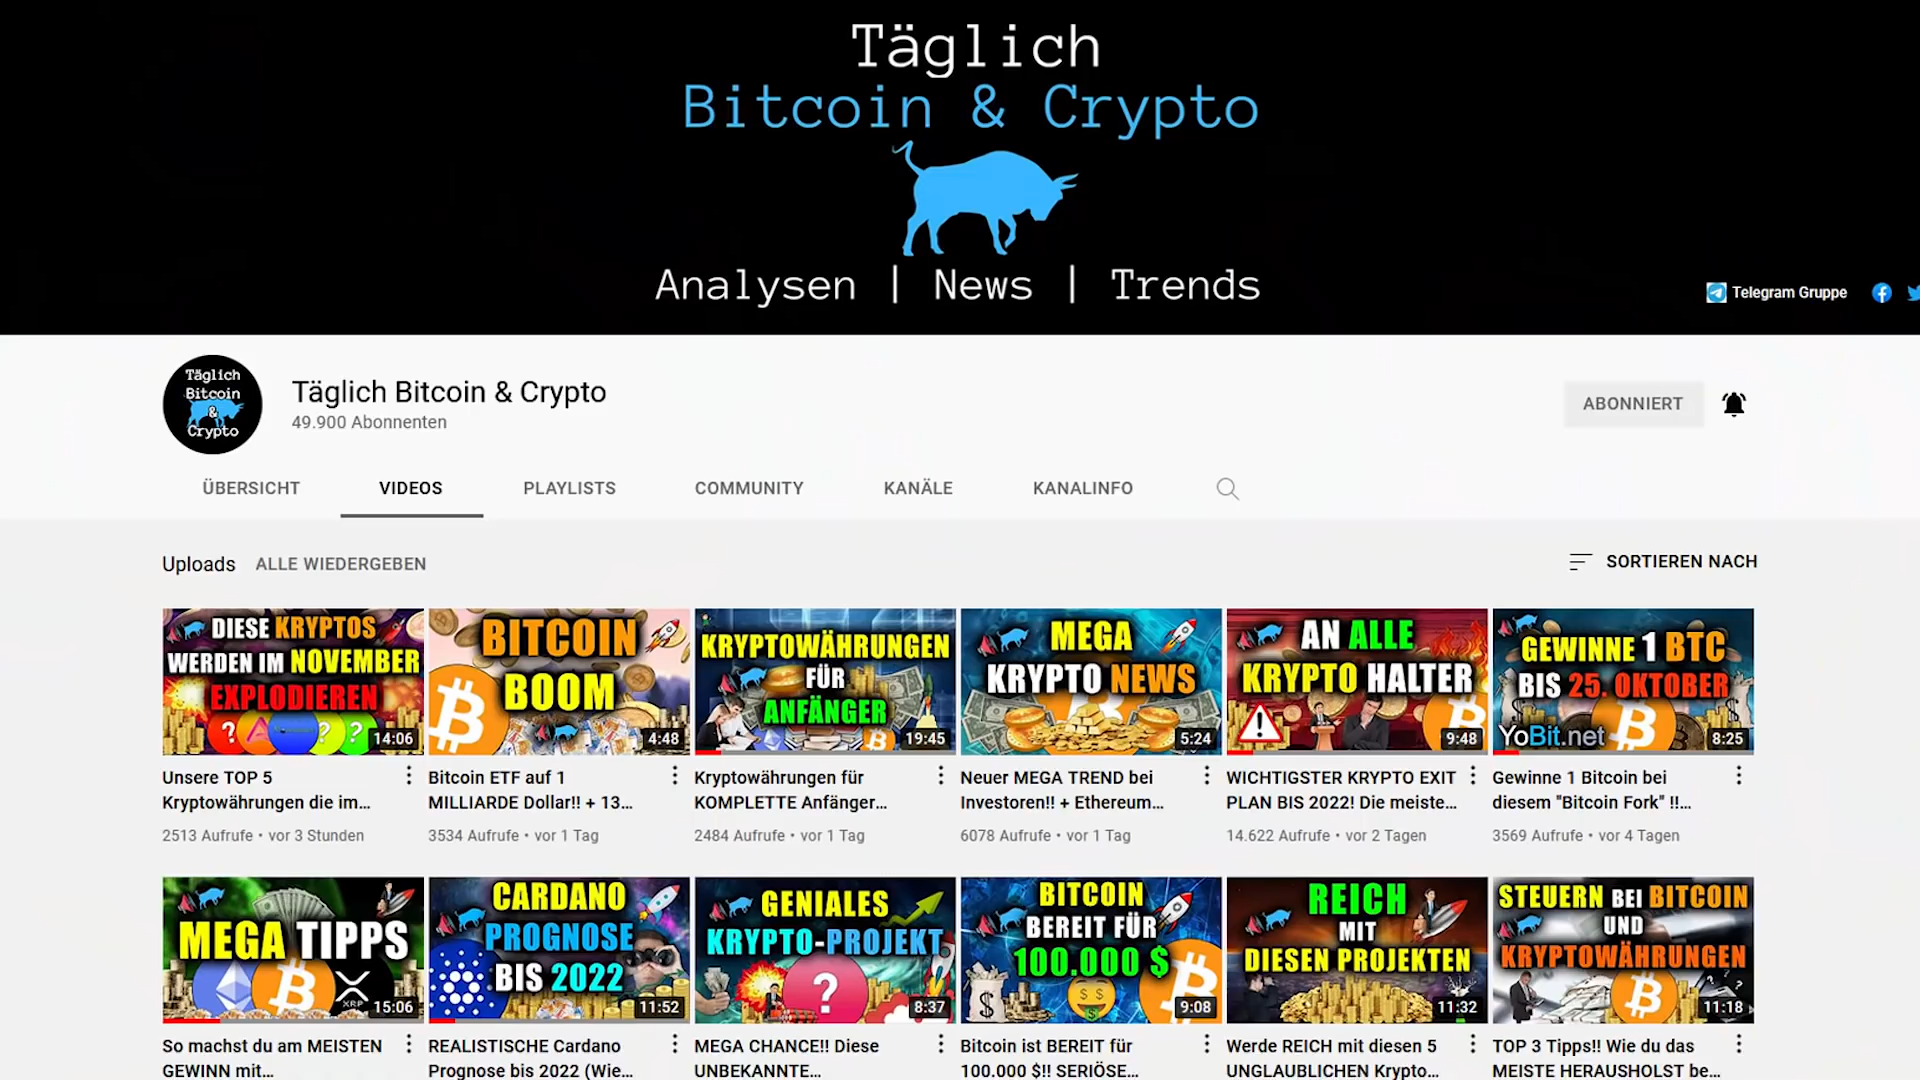 Täglich
Bitcoin & Crypto
Analysen | News | Trends
Telegram Gruppe
Täglich
Bitcoin
&
Crypto
Täglich Bitcoin & Crypto
49.900 Abonnenten
ABONNIERT
ÜBERSICHT
VIDEOS
PLAYLISTS
COMMUNITY
KANÄLE
KANALINFO
Uploads
ALLE WIEDERGEBEN
SORTIEREN NACH
DIESE KRYPTOS
WERDEN IM NOVEMBER
EXPLODIEREN
? ? ?
14:06
BITCOIN
BOOM
4:48
KRYPTOWÄHRUNGEN
FÜR
ANFÄNGER
19:45
MEGA
KRYPTO NEWS
5:24
AN ALLE
KRYPTO HALTER
9:48
GEWINNE 1 BTC
BIS 25. OKTOBER
YoBit.net
8:25
Unsere TOP 5
Kryptowährungen die im...
2513 Aufrufe • vor 3 Stunden
Bitcoin ETF auf 1
MILLIARDE Dollar!! + 13...
3534 Aufrufe • vor 1 Tag
Kryptowährungen für
KOMPLETTE Anfänger...
2484 Aufrufe • vor 1 Tag
Neuer MEGA TREND bei
Investoren!! + Ethereum...
6078 Aufrufe • vor 1 Tag
WICHTIGSTER KRYPTO EXIT
PLAN BIS 2022! Die meiste...
14.622 Aufrufe • vor 2 Tagen
Gewinne 1 Bitcoin bei
diesem "Bitcoin Fork" !!...
3569 Aufrufe • vor 4 Tagen
MEGA TIPPS
XRP
15:06
CARDANO
PROGNOSE
BIS 2022
11:52
GENIALES
KRYPTO-PROJEKT
?
8:37
BITCOIN
BEREIT FÜR
100.000 $
9:08
REICH
MIT
DIESEN PROJEKTEN
11:32
STEUERN BEI BITCOIN
UND
KRYPTOWÄHRUNGEN
11:18
So machst du am MEISTEN
GEWINN mit...
REALISTISCHE Cardano
Prognose bis 2022 (Wie...
MEGA CHANCE!! Diese
UNBEKANNTE...
Bitcoin ist BEREIT für
100.000 $!! SERIÖSE...
Werde REICH mit diesen 5
UNGLAUBLICHEN Krypto...
TOP 3 Tipps!! Wie du das
MEISTE HERAUSHOLST be...